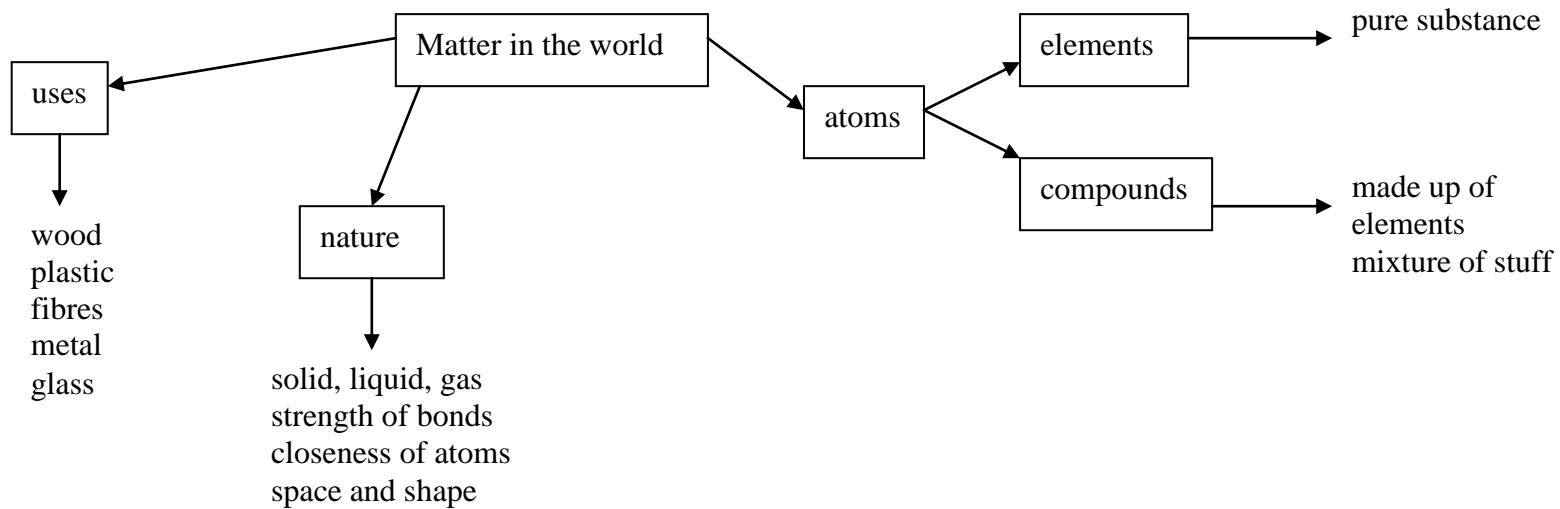 Matter in the world
uses
wood
plastic
fibres
metal
glass
nature
solid, liquid, gas
strength of bonds
closeness of atoms
space and shape
atoms
elements
pure substance
compounds
made up of
elements
mixture of stuff